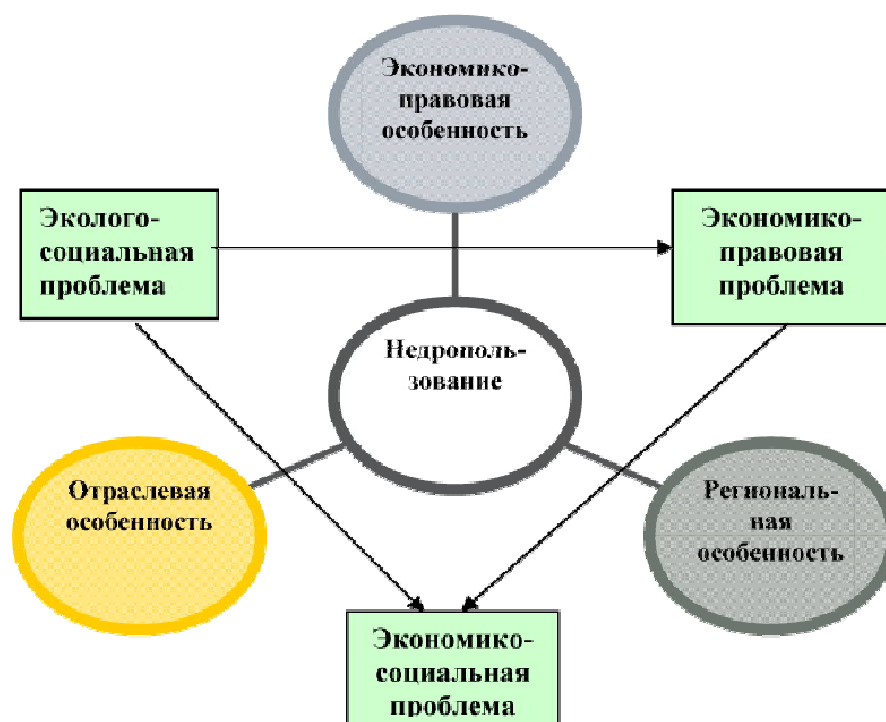 Экономико-
правовая
особенность
Эколого-
социальная
проблема
Экономико-
правовая
проблема
Недрополь-
зование
Отраслевая
особенность
Региональ-
ная
особенность
Экономико-
социальная
проблема